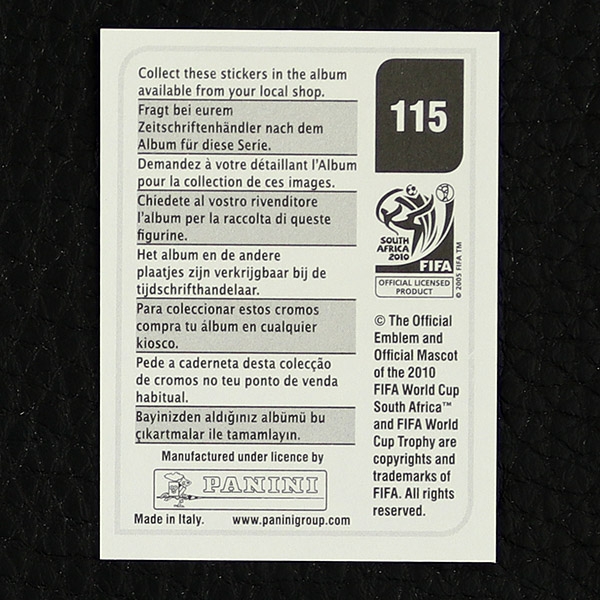 Collect these stickers in the album
available from your local shop.
Fragt bei eurem
Zeitschriftenhändler nach dem
Album für diese Serie.
Demandez à votre détaillant l'Album
pour la collection de ces images.
Chiedete al vostro rivenditore
l'album per la raccolta di queste
figurine.
Het album en de andere
plaatjes zijn verkrijgbaar bij de
tijdschrifthandelaar.
Para coleccionar estos cromos
compra tu álbum en cualquier
kiosco.
Pede a caderneta desta colecção
de cromos no teu ponto de venda
habitual.
Bayinizden aldığınız albümü bu
çıkartmalar ile tamamlayın.
Manufactured under licence by
PANINI
Made in Italy. www.paninigroup.com
115
SOUTH
AFRICA
2010
FIFA
OFFICIAL LICENSED
PRODUCT
© 2005 FIFA TM
© The Official
Emblem and
Official Mascot
of the 2010
FIFA World Cup
South Africa™
and FIFA World
Cup Trophy are
copyrights and
trademarks of
FIFA. All rights
reserved.